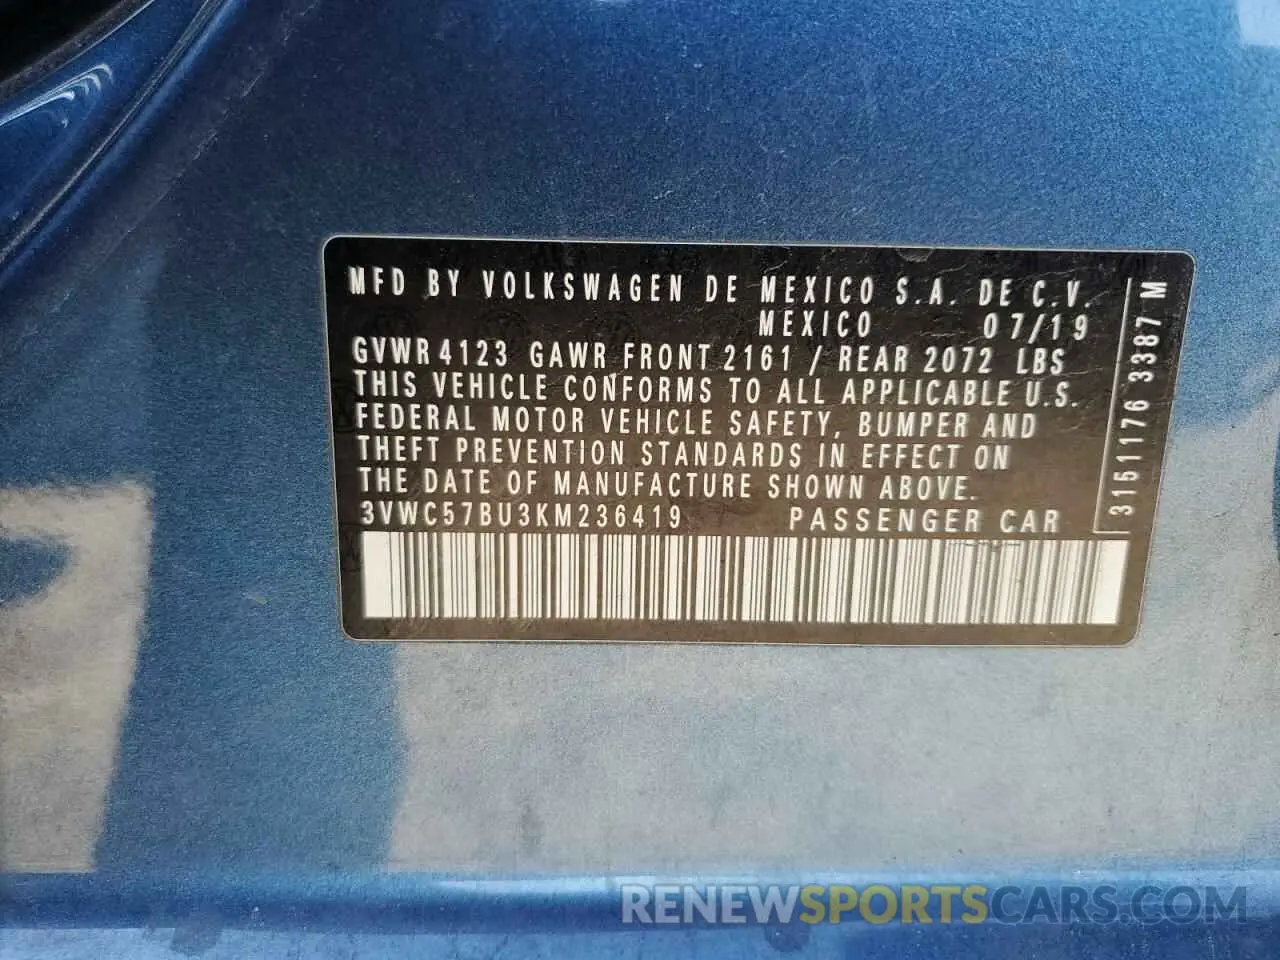 MFD BY VOLKSWAGEN DE MEXICO S.A. DE C.V.
MEXICO 07/19
GVWR 4123 GAWR FRONT 2161 / REAR 2072 LBS
THIS VEHICLE CONFORMS TO ALL APPLICABLE U.S.
FEDERAL MOTOR VEHICLE SAFETY, BUMPER AND
THEFT PREVENTION STANDARDS IN EFFECT ON
THE DATE OF MANUFACTURE SHOWN ABOVE.
3VWC57BU3KM236419 PASSENGER CAR
3151176 3387 M
RENEWSPORTSCARS.COM